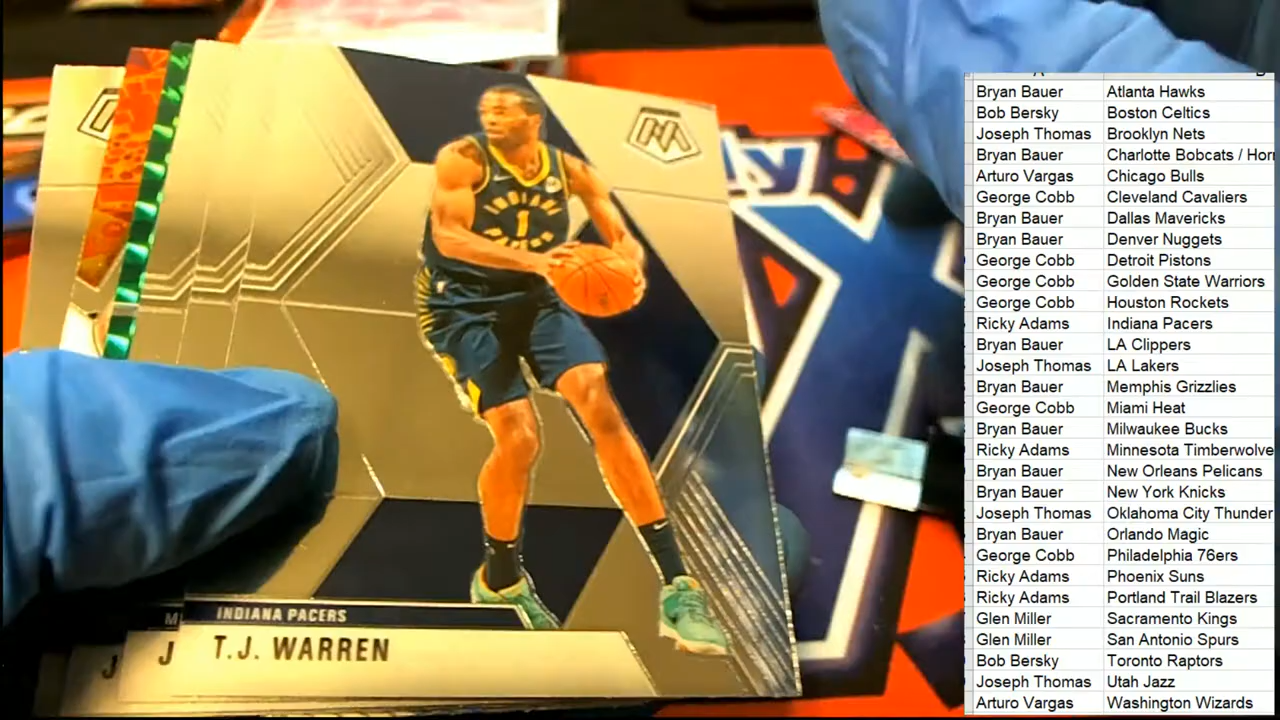 INDIANA
1
PACERS
INDIANA PACERS
T.J. WARREN
M
J
J
Bryan Bauer Atlanta Hawks
Bob Bersky Boston Celtics
Joseph Thomas Brooklyn Nets
Bryan Bauer Charlotte Bobcats / Horr
Arturo Vargas Chicago Bulls
George Cobb Cleveland Cavaliers
Bryan Bauer Dallas Mavericks
Bryan Bauer Denver Nuggets
George Cobb Detroit Pistons
George Cobb Golden State Warriors
George Cobb Houston Rockets
Ricky Adams Indiana Pacers
Bryan Bauer LA Clippers
Joseph Thomas LA Lakers
Bryan Bauer Memphis Grizzlies
George Cobb Miami Heat
Bryan Bauer Milwaukee Bucks
Ricky Adams Minnesota Timberwolve
Bryan Bauer New Orleans Pelicans
Bryan Bauer New York Knicks
Joseph Thomas Oklahoma City Thunder
Bryan Bauer Orlando Magic
George Cobb Philadelphia 76ers
Ricky Adams Phoenix Suns
Ricky Adams Portland Trail Blazers
Glen Miller Sacramento Kings
Glen Miller San Antonio Spurs
Bob Bersky Toronto Raptors
Joseph Thomas Utah Jazz
Arturo Vargas Washington Wizards